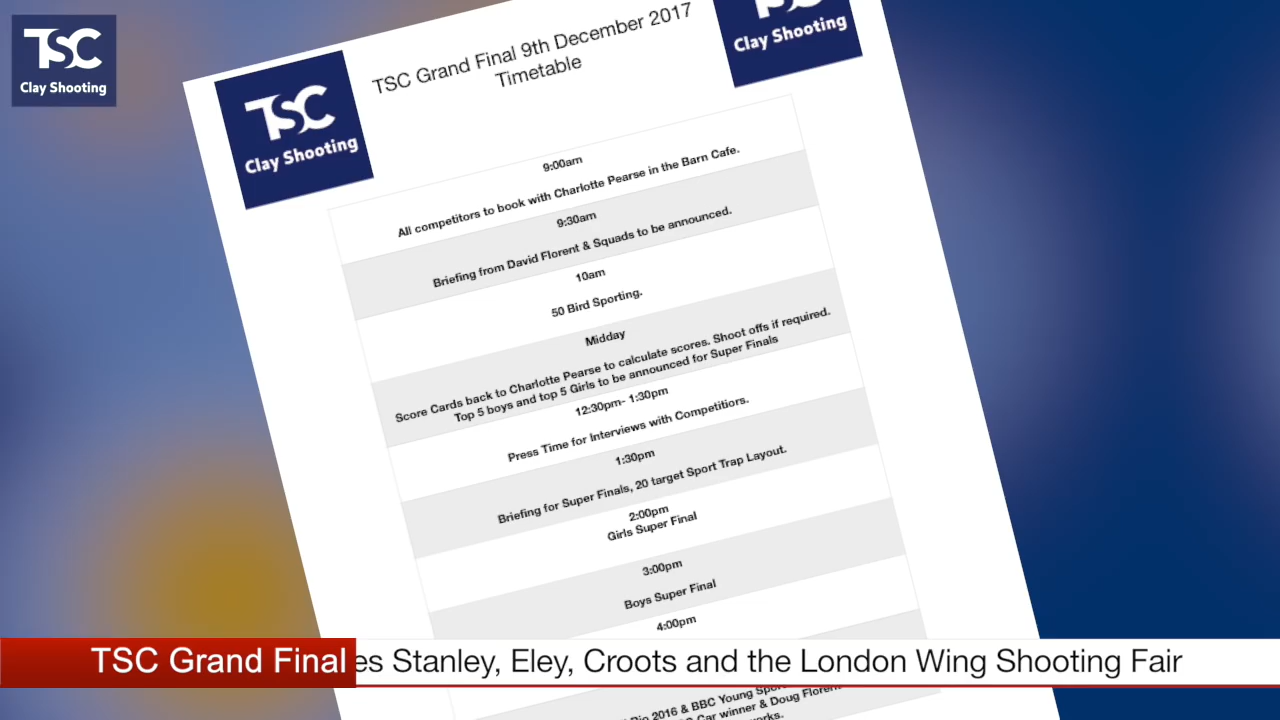 TSC
Clay Shooting
TSC
Clay Shooting
TSC Grand Final 9th December 2017
Timetable
Clay Shooting
9:00am
All competitors to book with Charlotte Pearse in the Barn Cafe.
9:30am
Briefing from David Florent & Squads to be announced.
10am
50 Bird Sporting.
Midday
Score Cards back to Charlotte Pearse to calculate scores. Shoot offs if required.
Top 5 boys and top 5 Girls to be announced for Super Finals
12:30pm- 1:30pm
Press Time for Interviews with Competitiors.
1:30pm
Briefing for Super Finals, 20 target Sport Trap Layout.
2:00pm
Girls Super Final
3:00pm
Boys Super Final
4:00pm
2016 & BBC Young
Car winner & Doug
TSC Grand Final
es Stanley, Eley, Croots and the London Wing Shooting Fair